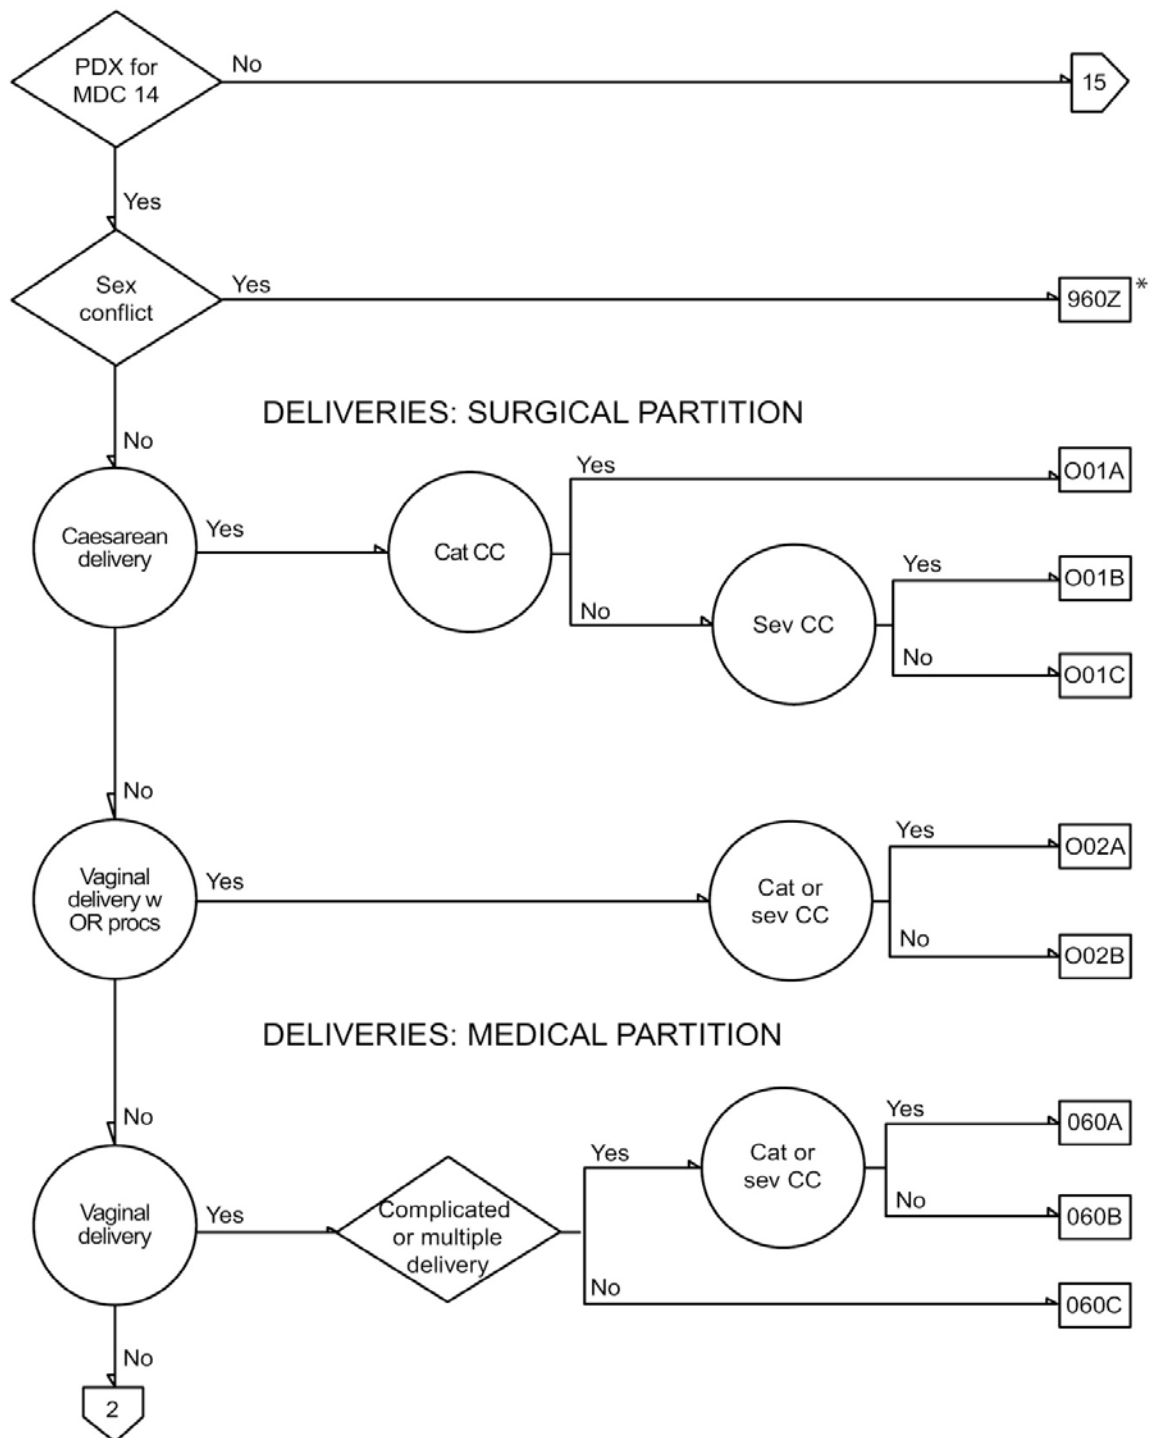 PDX for
MDC 14
No
15
Yes
Sex
conflict
Yes
960Z *
No
DELIVERIES: SURGICAL PARTITION
Caesarean
delivery
Yes
Cat CC
Yes
O01A
No
Sev CC
Yes
O01B
No
O01C
No
Vaginal
delivery w
OR procs
Yes
Cat or
sev CC
Yes
O02A
No
O02B
DELIVERIES: MEDICAL PARTITION
No
Vaginal
delivery
Yes
Complicated
or multiple
delivery
Yes
Cat or
sev CC
Yes
060A
No
060B
No
060C
No
2